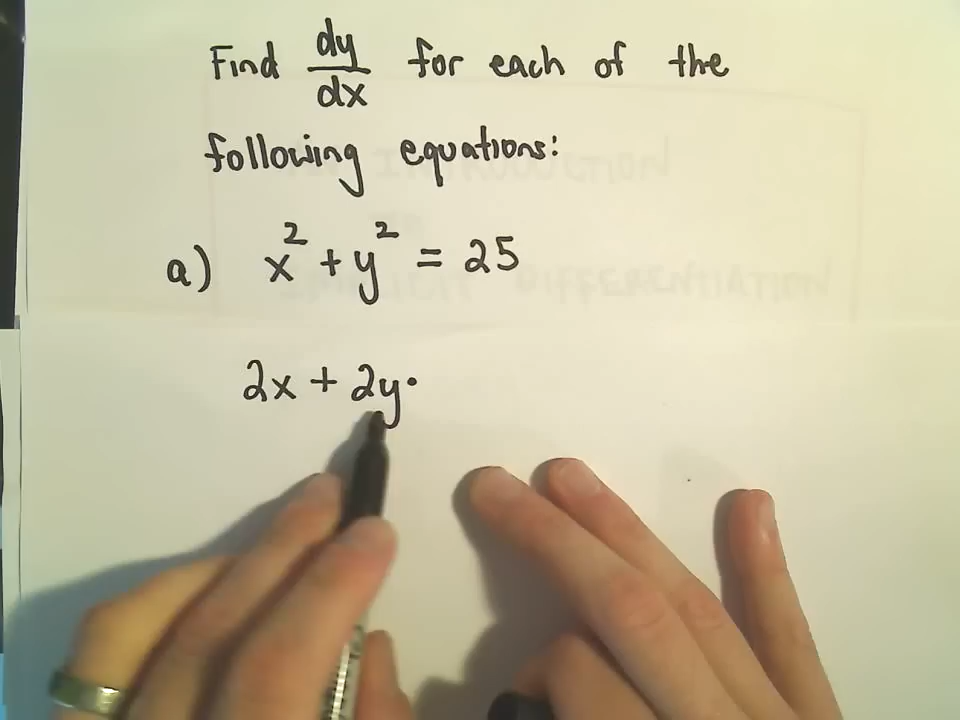 Find dy/dx for each of the
following equations:
a) x² + y² = 25
2x + 2y·